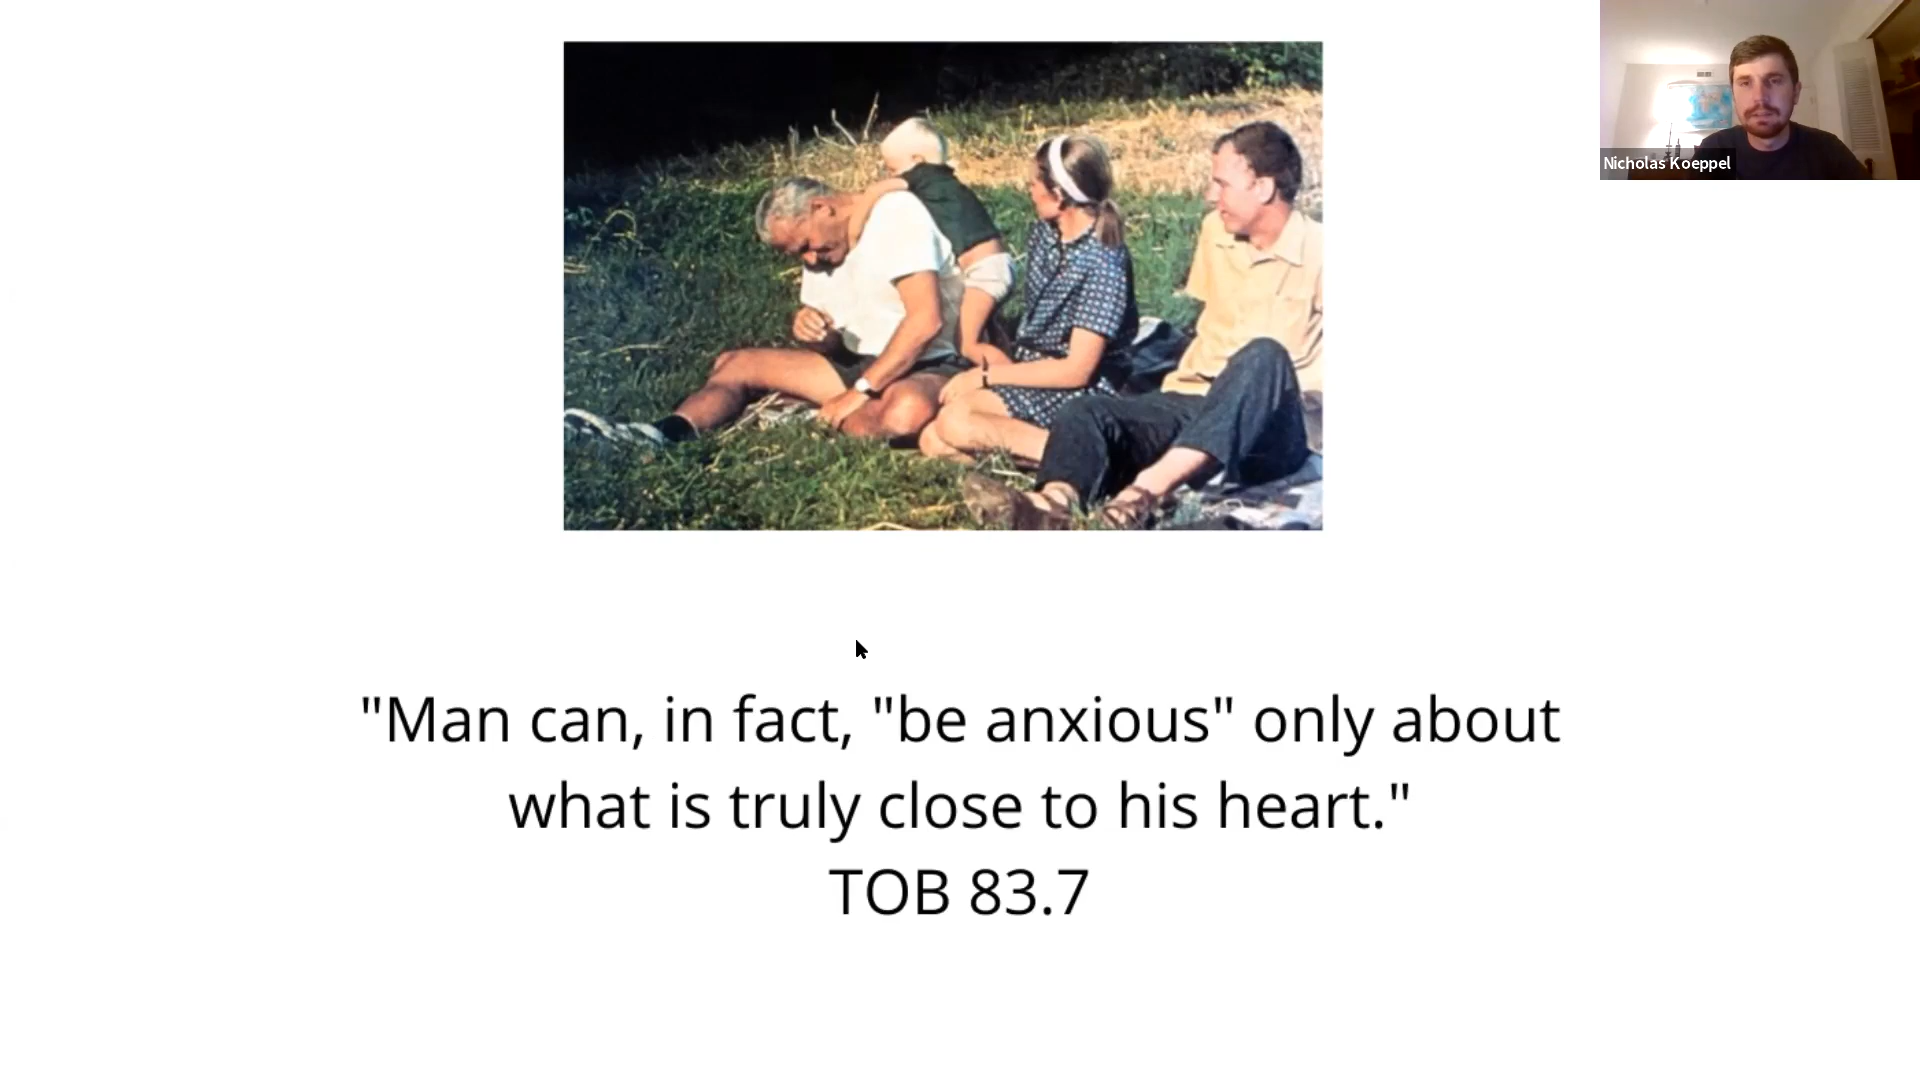 Nicholas Koeppel
"Man can, in fact, "be anxious" only about
what is truly close to his heart."
TOB 83.7